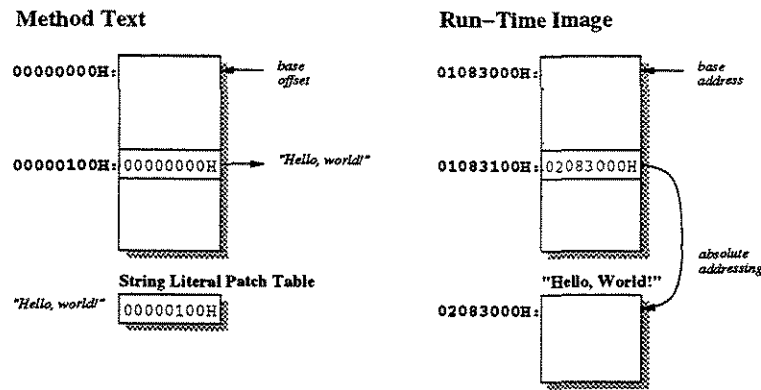 Method Text
00000000H:
base
offset
00000100H: 00000000H
"Hello, world!"
String Literal Patch Table
"Hello, world!" 00000100H
Run-Time Image
01083000H:
base
address
01083100H: 02083000H
absolute
addressing
"Hello, World!"
02083000H: